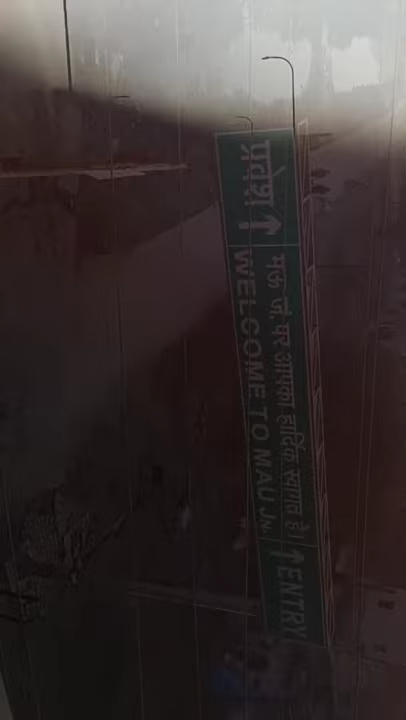 प्रवेश ↑
मऊ जं. पर आपका हार्दिक स्वागत है।
WELCOME TO MAU Jn.
↑ ENTRY